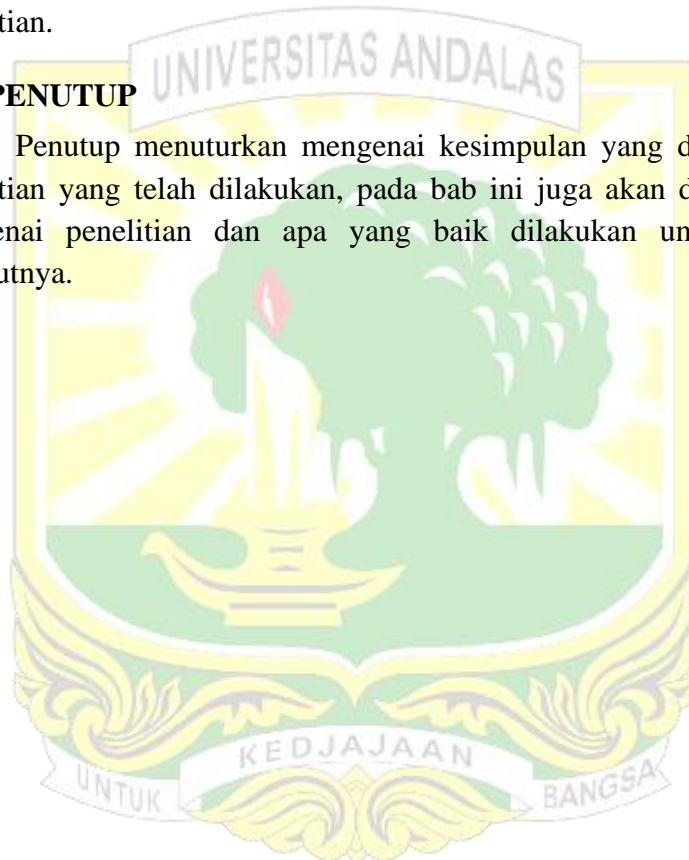 tian.
UNIVERSITAS ANDALAS
PENUTUP
Penutup menuturkan mengenai kesimpulan yang d
tian yang telah dilakukan, pada bab ini juga akan d
enai penelitian dan apa yang baik dilakukan un
utnya.
UNTUK KEDJAJAAN BANGSA